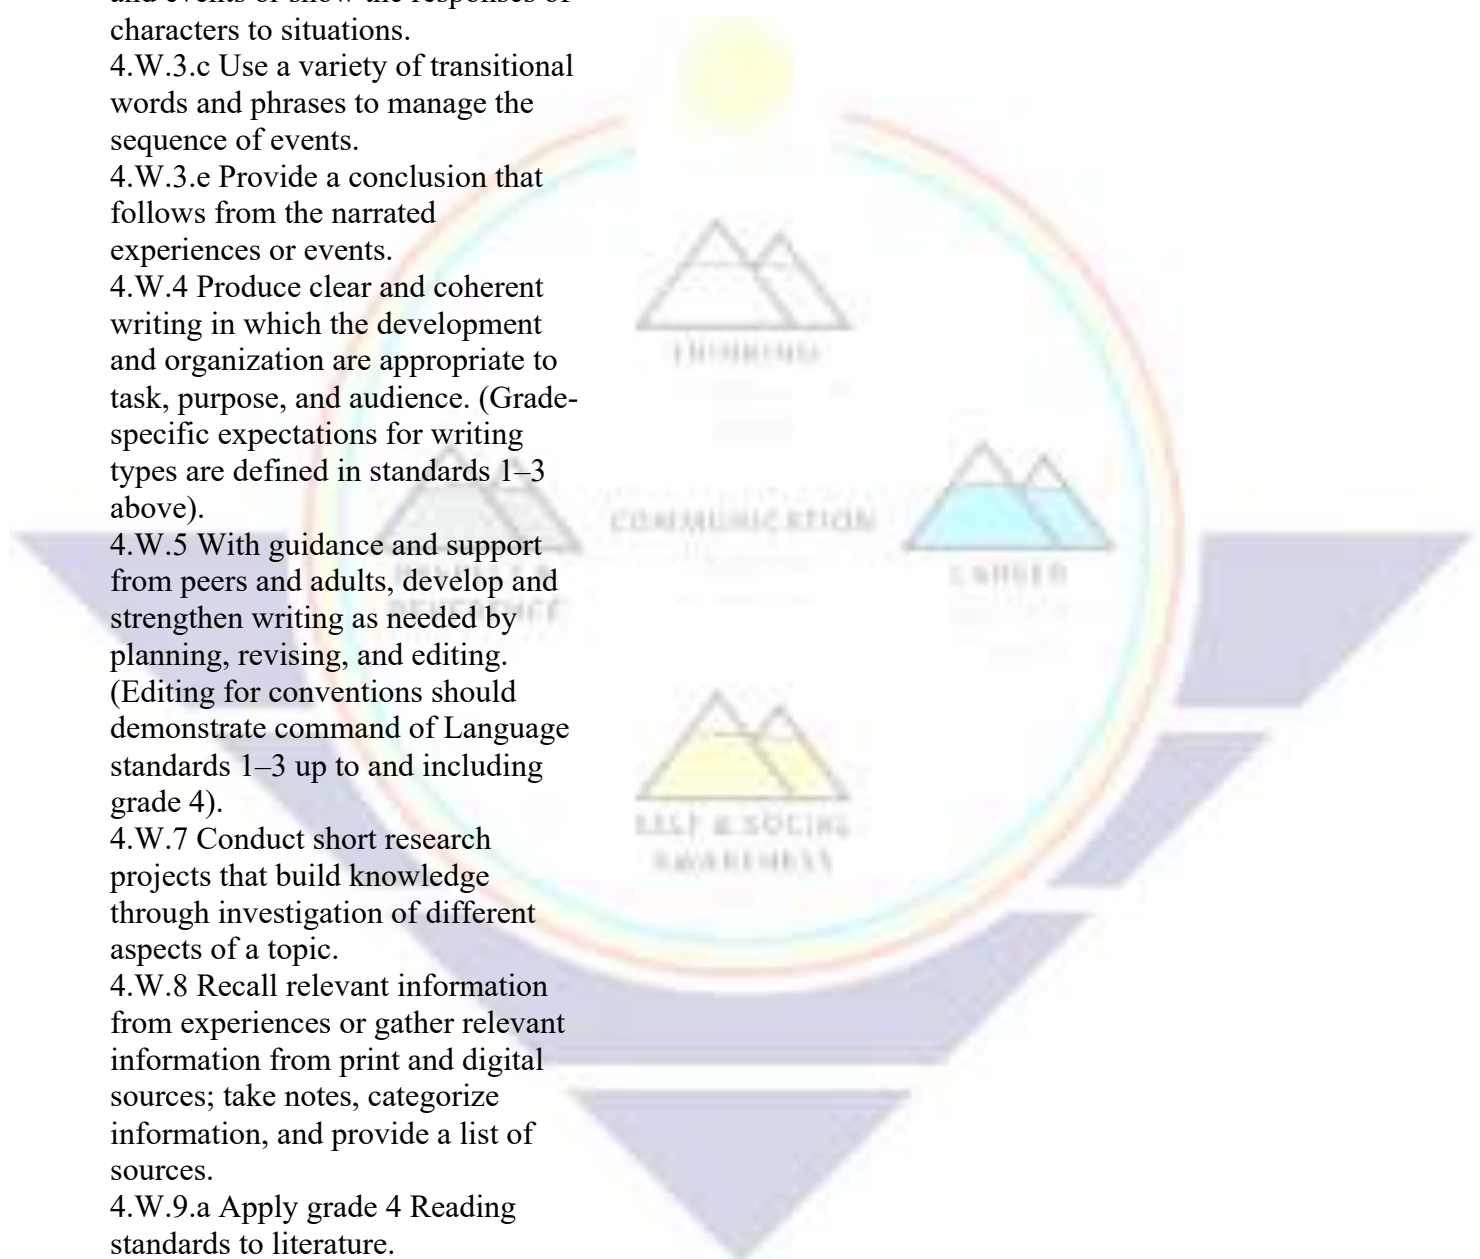 characters to situations.
4.W.3.c Use a variety of transitional
words and phrases to manage the
sequence of events.
4.W.3.e Provide a conclusion that
follows from the narrated
experiences or events.
4.W.4 Produce clear and coherent
writing in which the development
and organization are appropriate to
task, purpose, and audience. (Grade-
specific expectations for writing
types are defined in standards 1–3
above).
4.W.5 With guidance and support
from peers and adults, develop and
strengthen writing as needed by
planning, revising, and editing.
(Editing for conventions should
demonstrate command of Language
standards 1–3 up to and including
grade 4).
4.W.7 Conduct short research
projects that build knowledge
through investigation of different
aspects of a topic.
4.W.8 Recall relevant information
from experiences or gather relevant
information from print and digital
sources; take notes, categorize
information, and provide a list of
sources.
4.W.9.a Apply grade 4 Reading
standards to literature.
THINKING
COMMUNICATION
CAREER
SELF & SOCIAL
AWARENESS